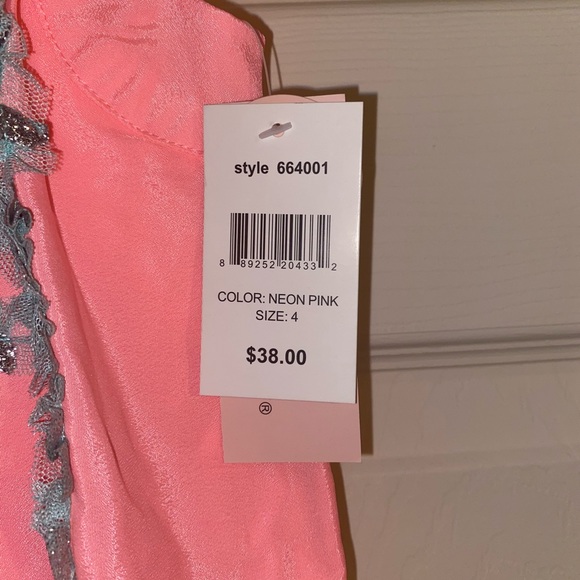 style 664001
8 89252 20433 2
COLOR: NEON PINK
SIZE: 4
$38.00
®